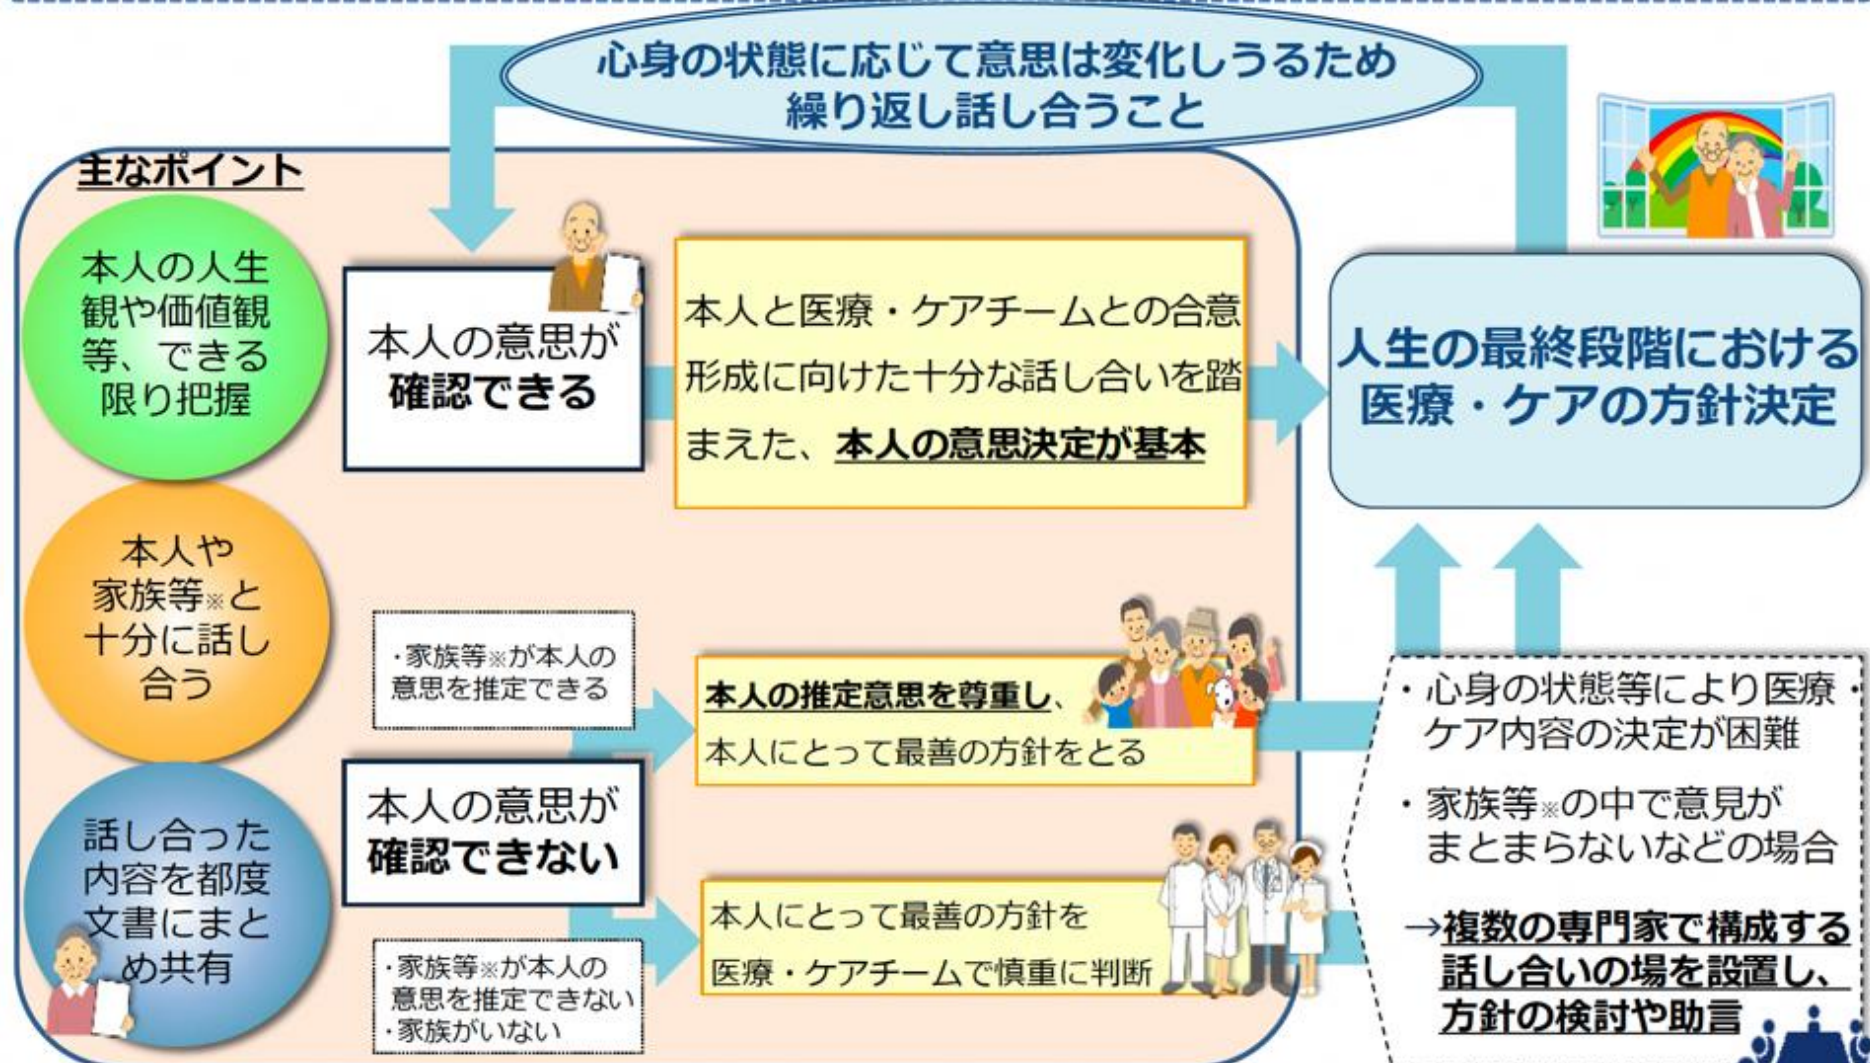 心身の状態に応じて意思は変化しうるため
繰り返し話し合うこと
主なポイント
本人の人生
観や価値観
等、できる
限り把握
本人や
家族等※と
十分に話し
合う
話し合った
内容を都度
文書にまと
め共有
本人の意思が
確認できる
本人と医療・ケアチームとの合意
形成に向けた十分な話し合いを踏
まえた、本人の意思決定が基本
人生の最終段階における
医療・ケアの方針決定
・家族等※が本人の
意思を推定できる
本人の推定意思を尊重し、
本人にとって最善の方針をとる
本人の意思が
確認できない
・家族等※が本人の
意思を推定できない
・家族がいない
本人にとって最善の方針を
医療・ケアチームで慎重に判断
・心身の状態等により医療・
ケア内容の決定が困難
・家族等※の中で意見が
まとまらないなどの場合
→複数の専門家で構成する
話し合いの場を設置し、
方針の検討や助言